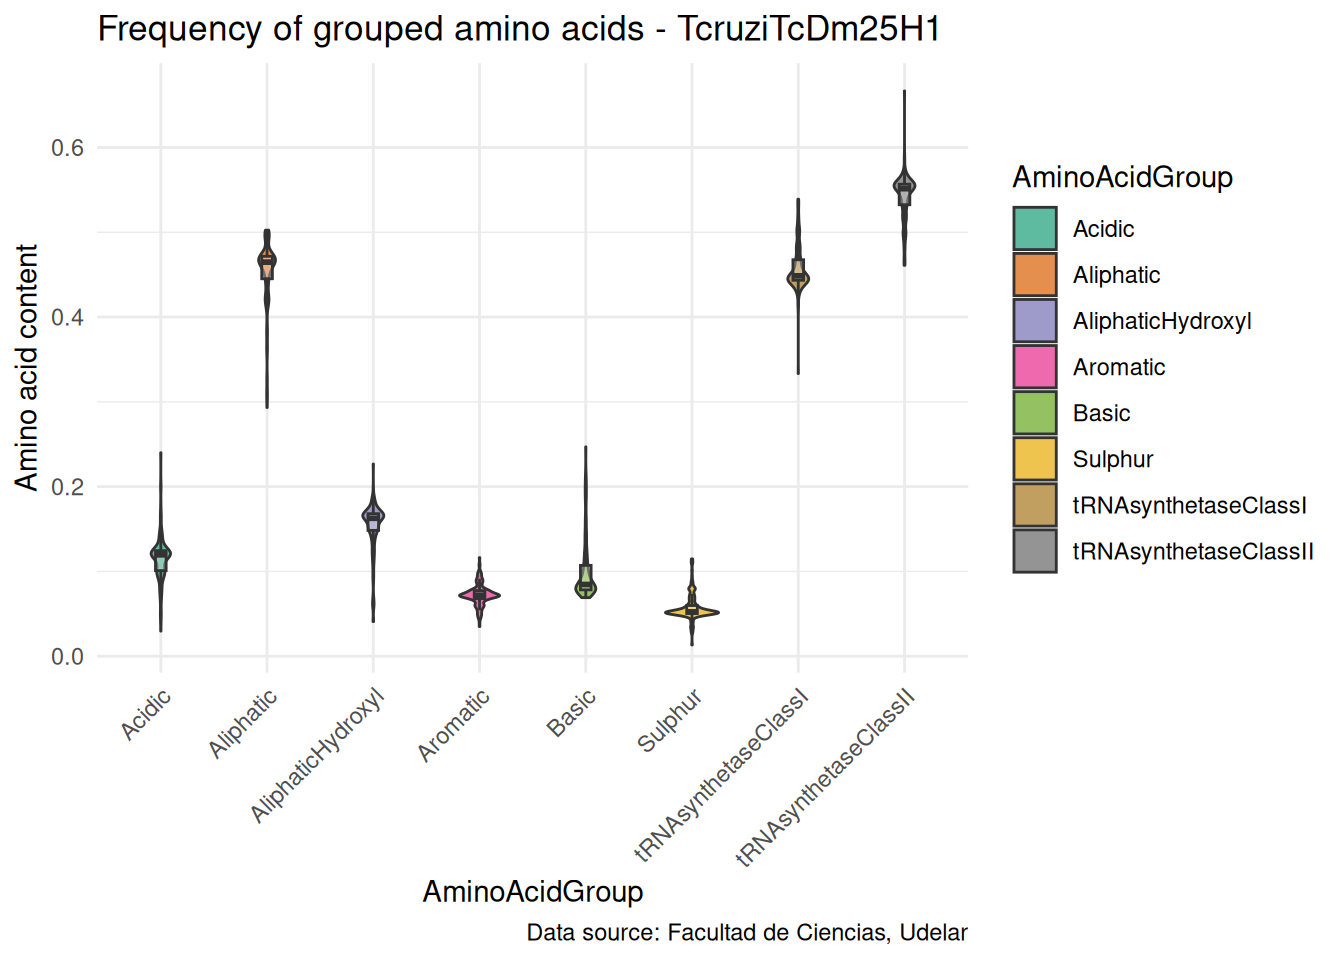 Frequency of grouped amino acids - TcruziTcDm25H1
Amino acid content
0.6
0.4
0.2
0.0
Acidic
Aliphatic
AliphaticHydroxyl
Aromatic
Basic
Sulphur
tRNAsynthetaseClassI
tRNAsynthetaseClassII
AminoAcidGroup
Data source: Facultad de Ciencias, Udelar
AminoAcidGroup
Acidic
Aliphatic
AliphaticHydroxyl
Aromatic
Basic
Sulphur
tRNAsynthetaseClassI
tRNAsynthetaseClassII